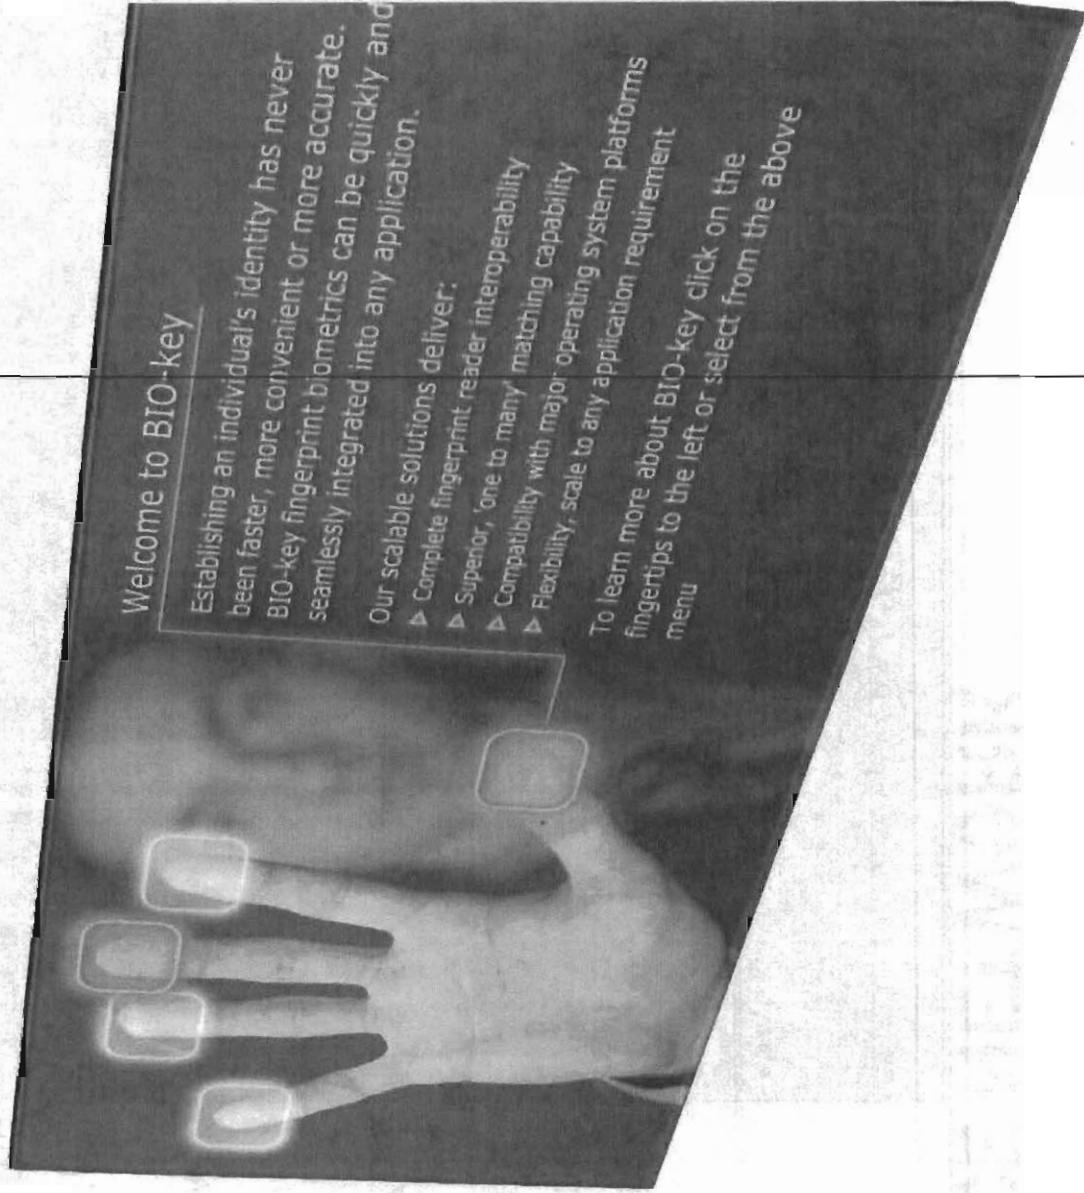 Welcome to BIO-key
Establishing an individual's identity has never
been faster, more convenient or more accurate.
BIO-key fingerprint biometrics can be quickly and
seamlessly integrated into any application.
Our scalable solutions deliver:
▷ Complete fingerprint reader interoperability
▷ Superior, 'one to many' matching capability
▷ Compatibility with major operating system platforms
▷ Flexibility, scale to any application requirement
To learn more about BIO-key click on the
fingertips to the left or select from the above
menu